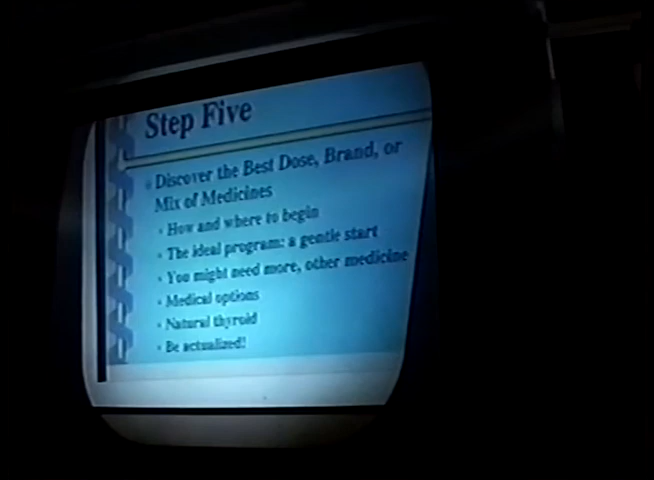 Step Five
Discover the Best Dose, Brand, or
Mix of Medicines
• How and where to begin
• The ideal program: a gentle start
• You might need more, other medicine
• Medical options
• Natural thyroid
• Be actualized!